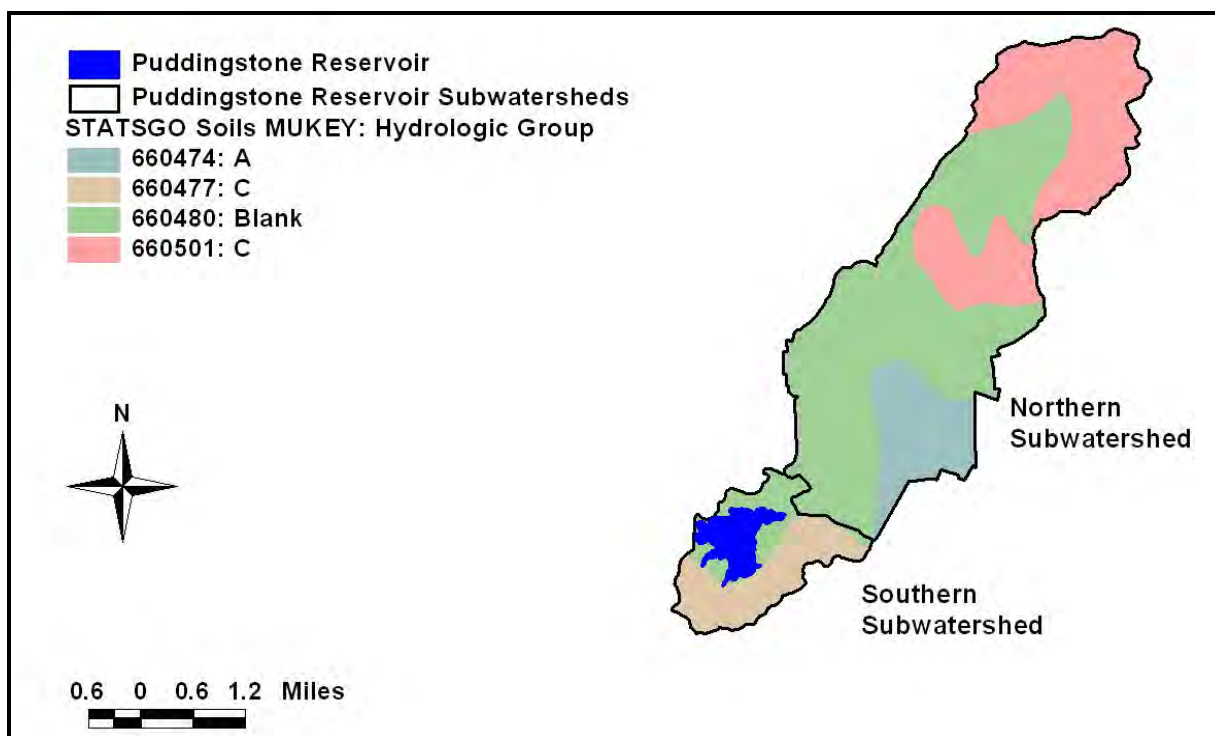 Puddingstone Reservoir
Puddingstone Reservoir Subwatersheds
STATSGO Soils MUKEY: Hydrologic Group
660474: A
660477: C
660480: Blank
660501: C
N
Northern
Subwatershed
Southern
Subwatershed
0.6 0 0.6 1.2 Miles